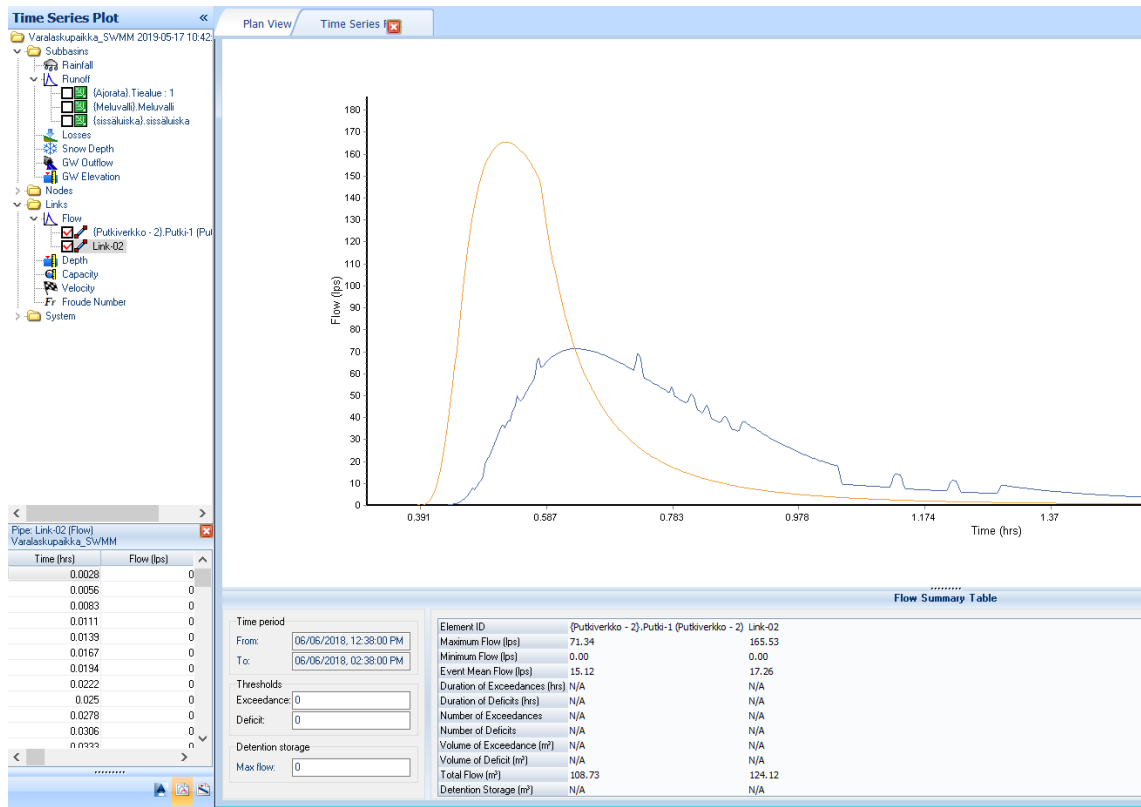 Time Series Plot «
Varalaskupaikka_SWMM 2019-05-17 10:42:
Subbasins
Rainfall
Runoff
{Ajorata}.Tiealue : 1
{Meluvalli}.Meluvalli
{sissäluiska}.sissäluiska
Losses
Snow Depth
GW Outflow
GW Elevation
Nodes
Links
Flow
{Putkiverkko - 2}.Putki-1 (Put
Link-02
Depth
Capacity
Velocity
Fr Froude Number
System
Pipe: Link-02 (Flow)
Varalaskupaikka_SWMM
Time (hrs) Flow (lps)
0.0028 0
0.0056 0
0.0083 0
0.0111 0
0.0139 0
0.0167 0
0.0194 0
0.0222 0
0.025 0
0.0278 0
0.0306 0
0.0333 0
Plan View Time Series
180
170
160
150
140
130
120
110
100
90
80
70
60
50
40
30
20
10
0
Flow (lps)
0.391 0.587 0.783 0.978 1.174 1.37
Time (hrs)
Flow Summary Table
Time period
From: 06/06/2018, 12:38:00 PM
To: 06/06/2018, 02:38:00 PM
Thresholds
Exceedance: 0
Deficit: 0
Detention storage
Max flow: 0
Element ID {Putkiverkko - 2}.Putki-1 (Putkiverkko - 2) Link-02
Maximum Flow (lps) 71.34 165.53
Minimum Flow (lps) 0.00 0.00
Event Mean Flow (lps) 15.12 17.26
Duration of Exceedances (hrs) N/A N/A
Duration of Deficits (hrs) N/A N/A
Number of Exceedances N/A N/A
Number of Deficits N/A N/A
Volume of Exceedance (m³) N/A N/A
Volume of Deficit (m³) N/A N/A
Total Flow (m³) 108.73 124.12
Detention Storage (m³) N/A N/A